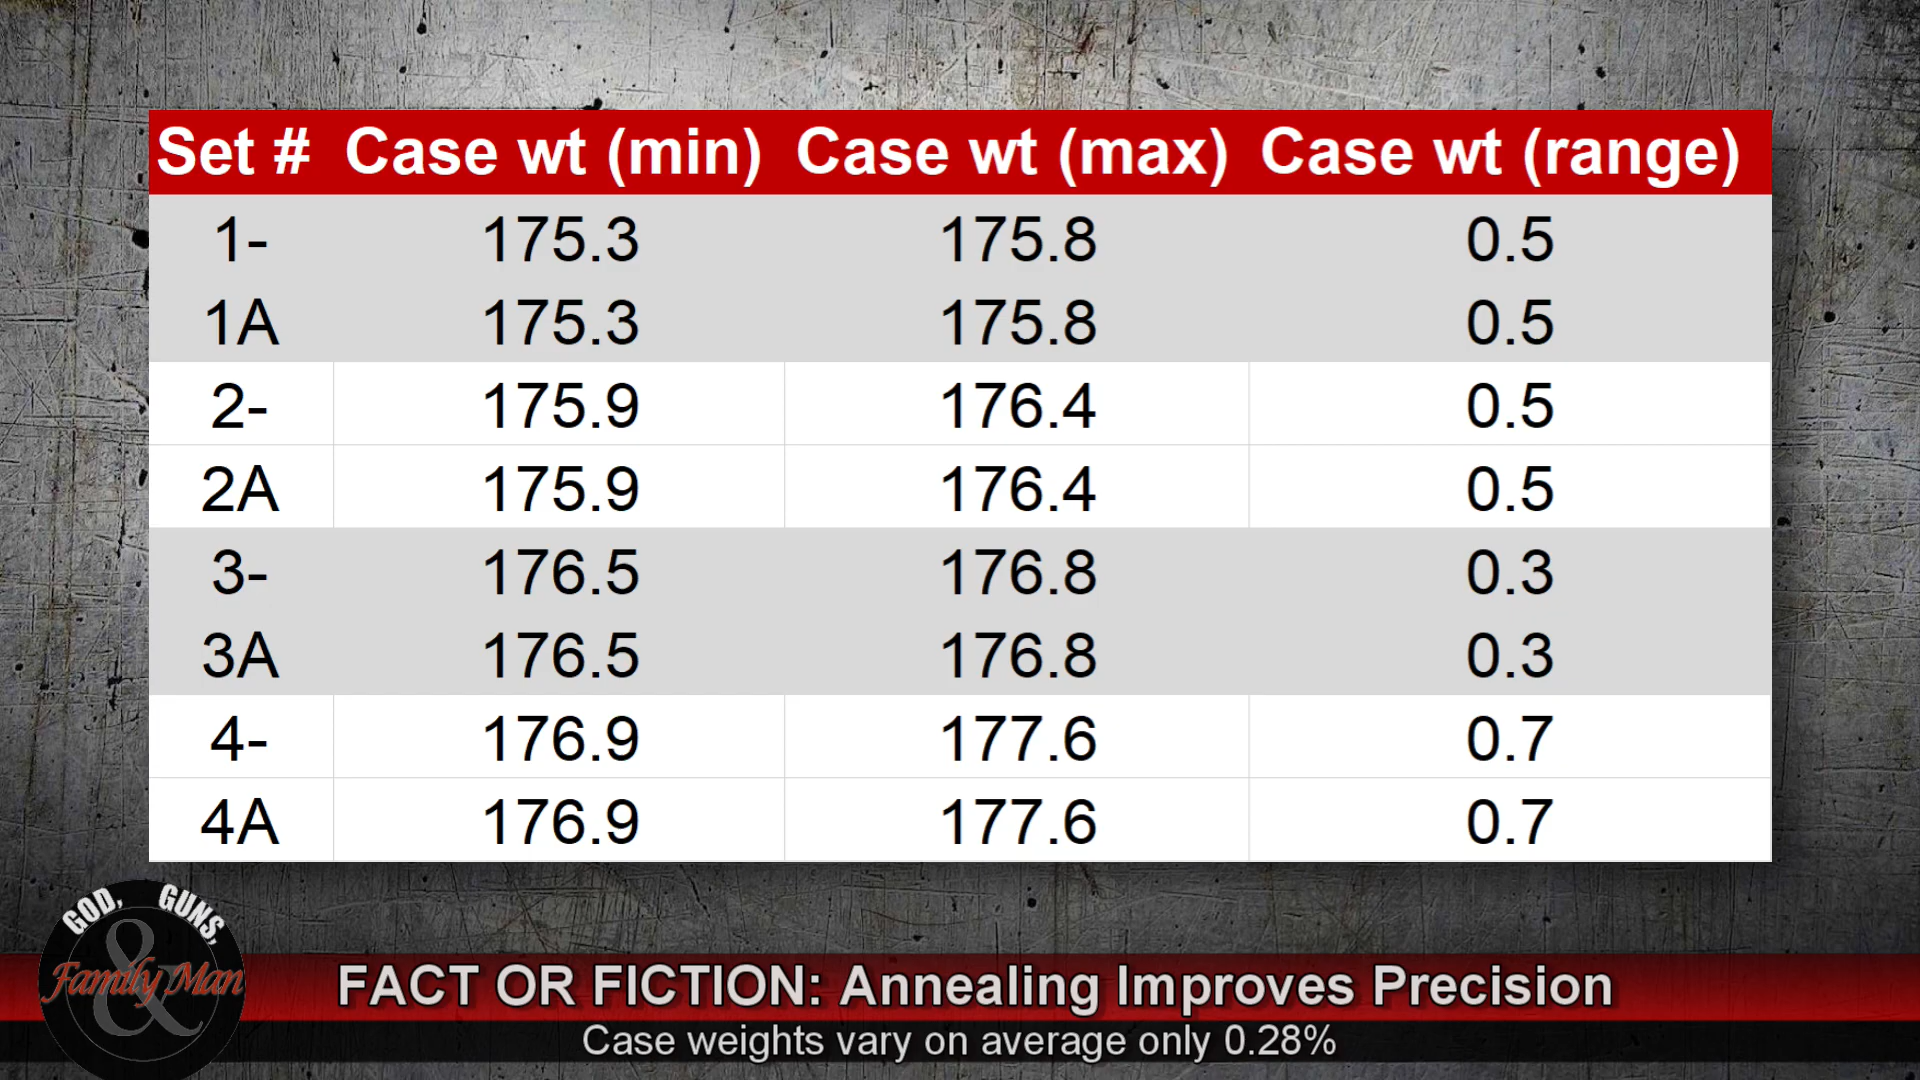 Set # Case wt (min) Case wt (max) Case wt (range)
1- 175.3 175.8 0.5
1A 175.3 175.8 0.5
2- 175.9 176.4 0.5
2A 175.9 176.4 0.5
3- 176.5 176.8 0.3
3A 176.5 176.8 0.3
4- 176.9 177.6 0.7
4A 176.9 177.6 0.7
GOD, GUNS,
&
Family Man
FACT OR FICTION: Annealing Improves Precision
Case weights vary on average only 0.28%